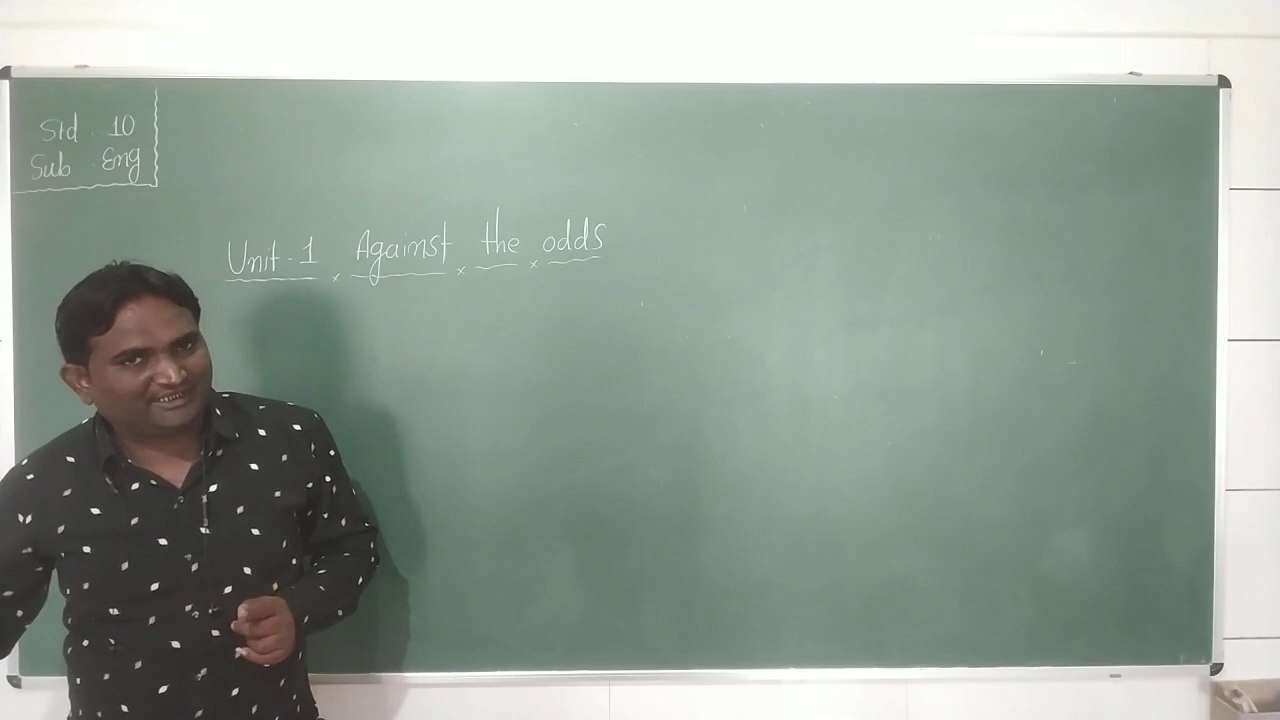 Std . 10
Sub . Eng
Unit - 1 Against the odds